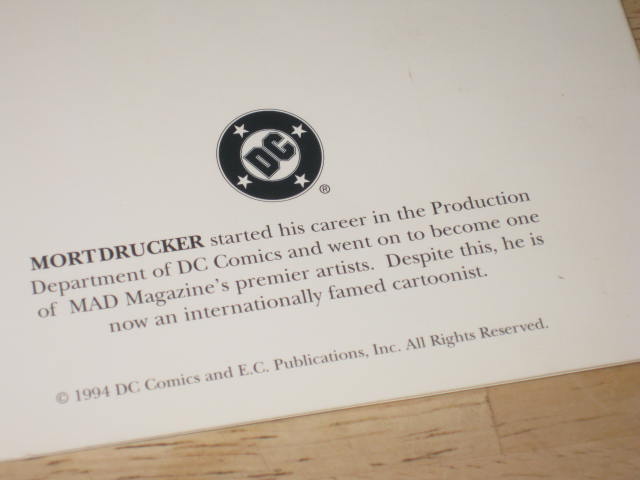 DC
®
MORT DRUCKER started his career in the Production
Department of DC Comics and went on to become one
of MAD Magazine's premier artists. Despite this, he is
now an internationally famed cartoonist.
© 1994 DC Comics and E.C. Publications, Inc. All Rights Reserved.